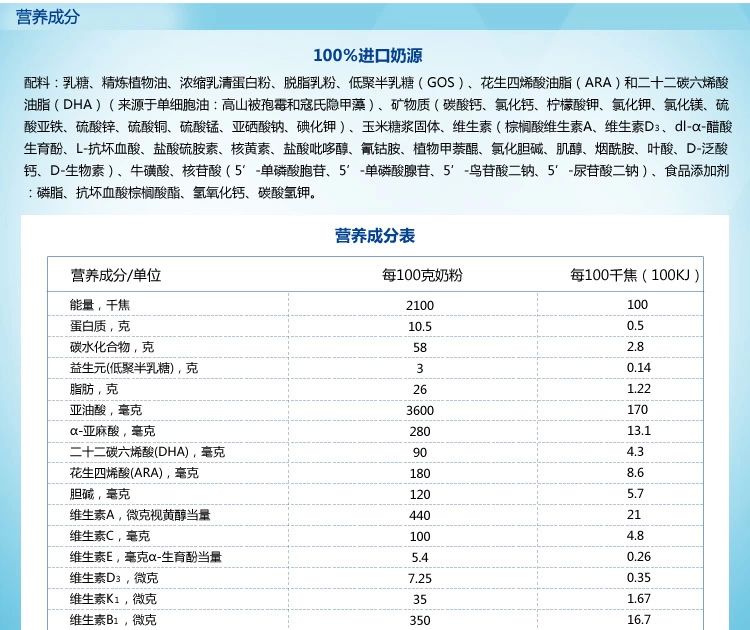 营养成分
100%进口奶源
配料：乳糖、精炼植物油、浓缩乳清蛋白粉、脱脂乳粉、低聚半乳糖（GOS）、花生四烯酸油脂（ARA）和二十二碳六烯酸
油脂（DHA）（来源于单细胞油：高山被孢霉和寇氏隐甲藻）、矿物质（碳酸钙、氯化钙、柠檬酸钾、氯化钾、氯化镁、硫
酸亚铁、硫酸锌、硫酸铜、硫酸锰、亚硒酸钠、碘化钾）、玉米糖浆固体、维生素（棕榈酸维生素A、维生素D₃、dl-α-醋酸
生育酚、L-抗坏血酸、盐酸硫胺素、核黄素、盐酸吡哆醇、氰钴胺、植物甲萘醌、氯化胆碱、肌醇、烟酰胺、叶酸、D-泛酸
钙、D-生物素）、牛磺酸、核苷酸（5′-单磷酸胞苷、5′-单磷酸腺苷、5′-鸟苷酸二钠、5′-尿苷酸二钠）、食品添加剂
：磷脂、抗坏血酸棕榈酸酯、氢氧化钙、碳酸氢钾。
营养成分表
营养成分/单位 每100克奶粉 每100千焦（100KJ）
能量，千焦 2100 100
蛋白质，克 10.5 0.5
碳水化合物，克 58 2.8
益生元(低聚半乳糖)，克 3 0.14
脂肪，克 26 1.22
亚油酸，毫克 3600 170
α-亚麻酸，毫克 280 13.1
二十二碳六烯酸(DHA)，毫克 90 4.3
花生四烯酸(ARA)，毫克 180 8.6
胆碱，毫克 120 5.7
维生素A，微克视黄醇当量 440 21
维生素C，毫克 100 4.8
维生素E，毫克α-生育酚当量 5.4 0.26
维生素D₃，微克 7.25 0.35
维生素K₁，微克 35 1.67
维生素B₁，微克 350 16.7